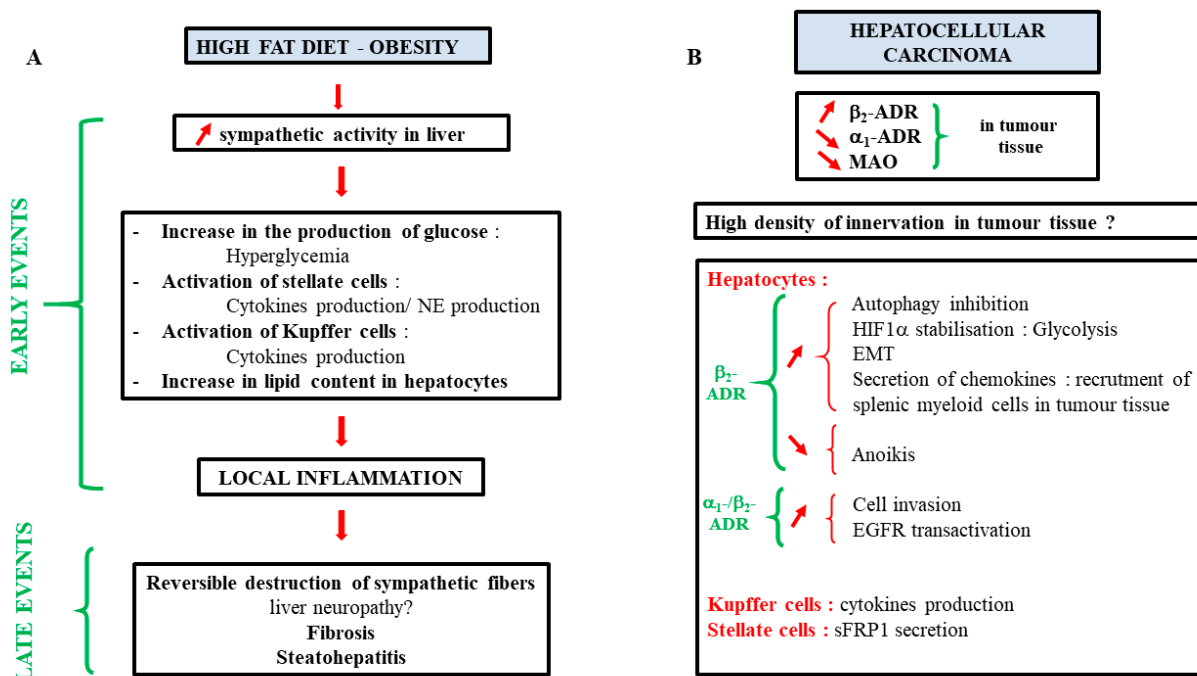 A
HIGH FAT DIET - OBESITY
EARLY EVENTS
sympathetic activity in liver
- Increase in the production of glucose :
Hyperglycemia
- Activation of stellate cells :
Cytokines production/ NE production
- Activation of Kupffer cells :
Cytokines production
- Increase in lipid content in hepatocytes
LOCAL INFLAMMATION
LATE EVENTS
Reversible destruction of sympathetic fibers
liver neuropathy?
Fibrosis
Steatohepatitis
B
HEPATOCELLULAR
CARCINOMA
β2-ADR
α1-ADR
MAO
in tumour
tissue
High density of innervation in tumour tissue ?
Hepatocytes :
β2-
ADR
Autophagy inhibition
HIF1α stabilisation : Glycolysis
EMT
Secretion of chemokines : recrutment of
splenic myeloid cells in tumour tissue
Anoikis
α1-/β2-
ADR
Cell invasion
EGFR transactivation
Kupffer cells : cytokines production
Stellate cells : sFRP1 secretion